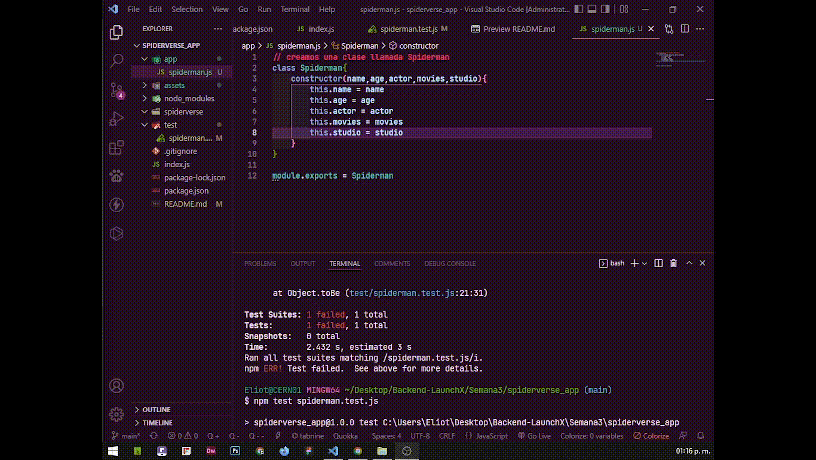 File Edit Selection View Go Run Terminal Help spiderman.js - spiderverse_app - Visual Studio Code [Administrat...
EXPLORER
ackage.json index.js spiderman.test.js M Preview README.md spiderman.js U
SPIDERVERSE_APP
app > JS spiderman.js > Spiderman > constructor
app
spiderman.js U
assets
node_modules
spiderverse
test
spiderman.... M
.gitignore
JS index.js
package-lock.json
package.json
README.md M
1 // creamos una clase llamada Spiderman
2 class Spiderman{
3 constructor(name,age,actor,movies,studio){
4 this.name = name
5 this.age = age
6 this.actor = actor
7 this.movies = movies
8 this.studio = studio
9 }
10 }
11
12 module.exports = Spiderman
PROBLEMS OUTPUT TERMINAL COMMENTS DEBUG CONSOLE bash
at Object.toBe (test/spiderman.test.js:21:31)
Test Suites: 1 failed, 1 total
Tests: 1 failed, 1 total
Snapshots: 0 total
Time: 2.432 s, estimated 3 s
Ran all test suites matching /spiderman.test.js/i.
npm ERR! Test failed. See above for more details.
Eliot@CERN01 MINGW64 ~/Desktop/Backend-LaunchX/Semana3/spiderverse_app (main)
$ npm test spiderman.test.js
> spiderverse_app@1.0.0 test C:\Users\Eliot\Desktop\Backend-LaunchX\Semana3\spiderverse_app
OUTLINE
TIMELINE
main* 0 0 tabnine Quokka Spaces: 4 UTF-8 CRLF {} JavaScript Go Live Colorize: 0 variables Colorize
01:16 p. m.